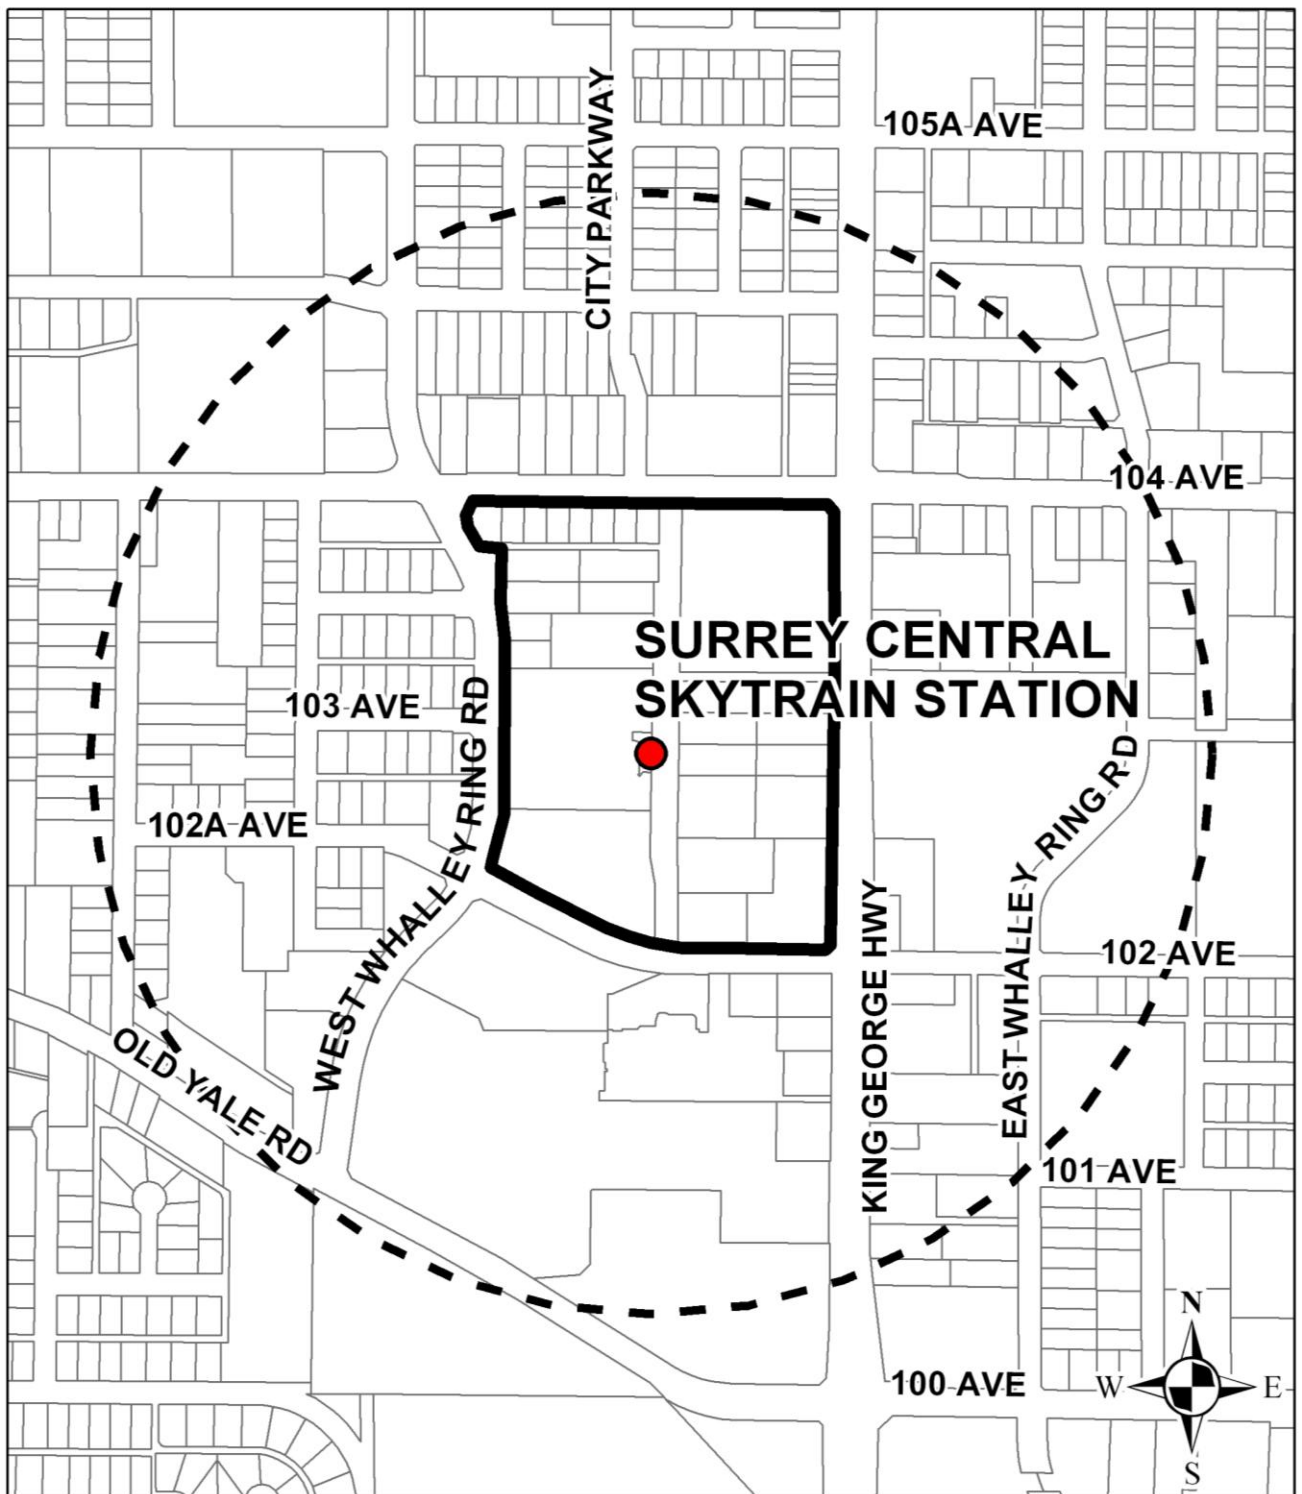 105A AVE
CITY PARKWAY
104 AVE
SURREY CENTRAL
SKYTRAIN STATION
103 AVE
WEST WHALLEY RING RD
102A AVE
EAST WHALLEY RING RD
KING GEORGE HWY
102 AVE
OLD YALE RD
101 AVE
100 AVE
N
W
E
S